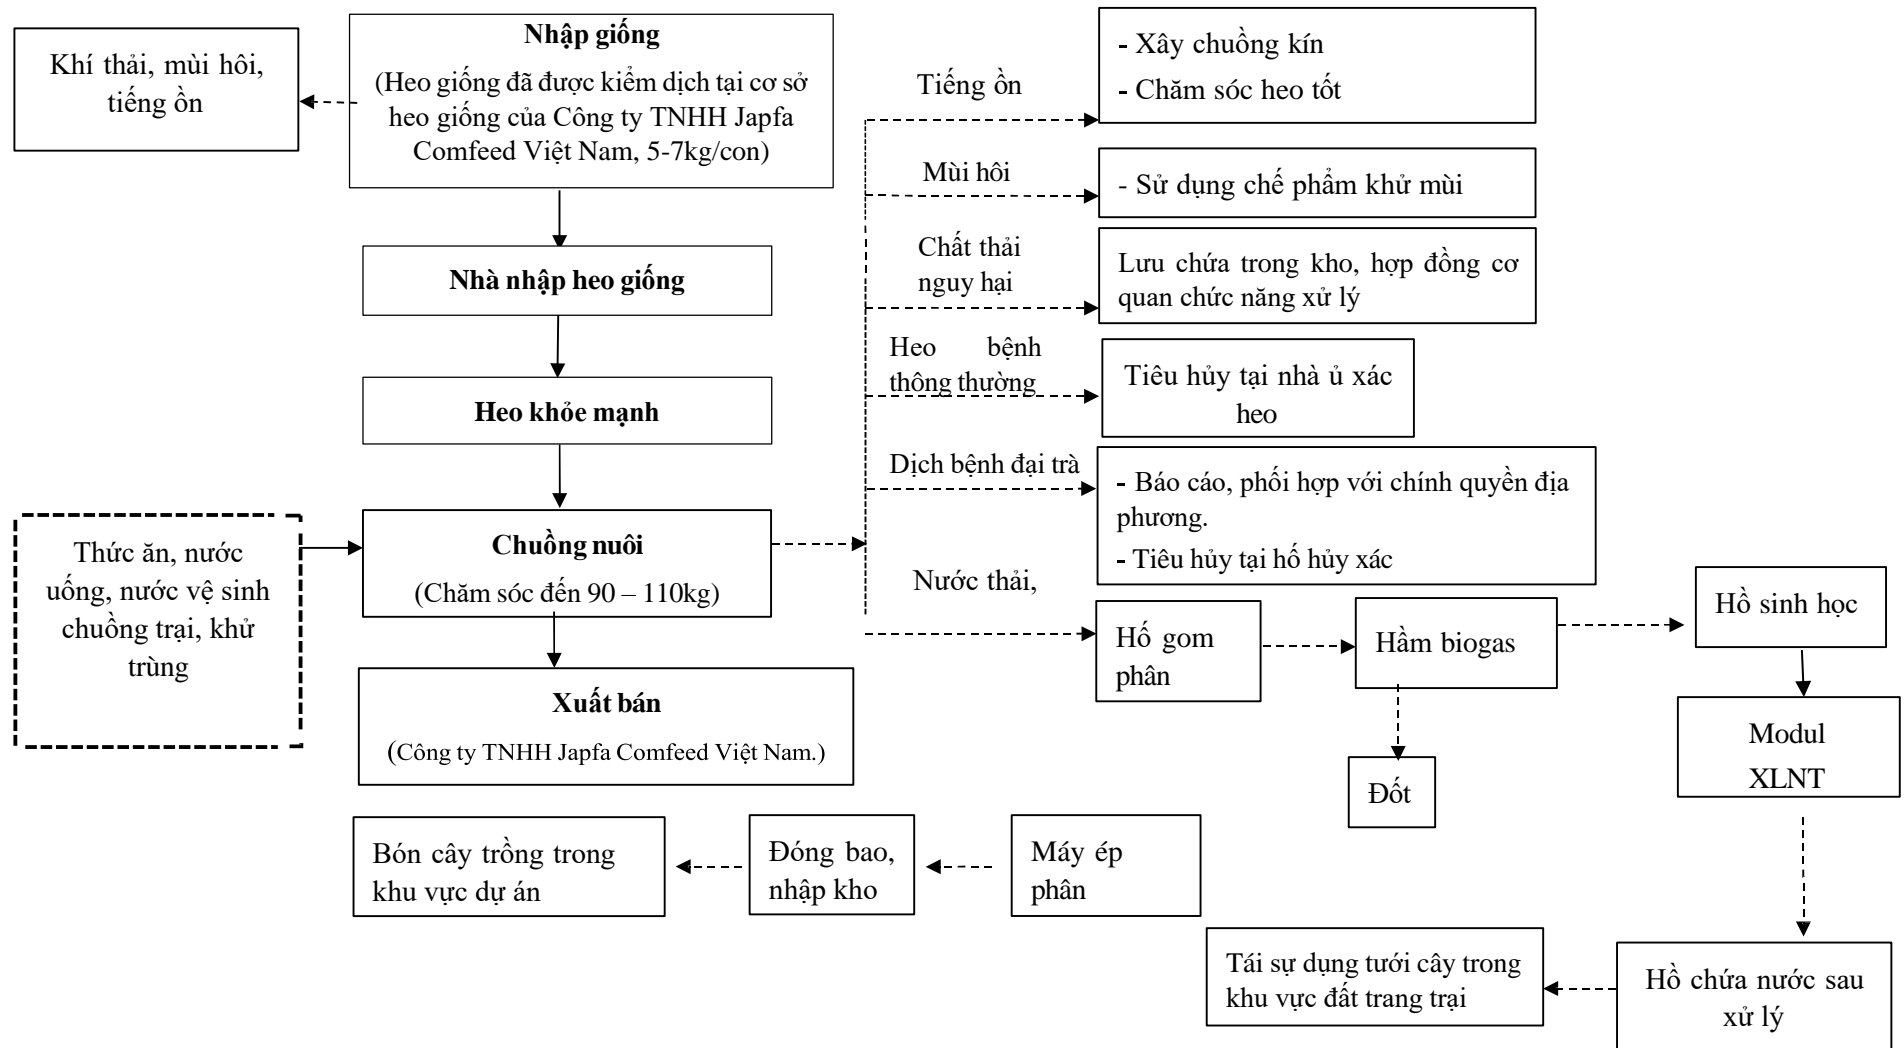 Khí thải, mùi hôi,
tiếng ồn
Nhập giống
(Heo giống đã được kiểm dịch tại cơ sở
heo giống của Công ty TNHH Japfa
Comfeed Việt Nam, 5-7kg/con)
Nhà nhập heo giống
Heo khỏe mạnh
Thức ăn, nước
uống, nước vệ sinh
chuồng trại, khử
trùng
Chuồng nuôi
(Chăm sóc đến 90 – 110kg)
Xuất bán
(Công ty TNHH Japfa Comfeed Việt Nam.)
Tiếng ồn
- Xây chuồng kín
- Chăm sóc heo tốt
Mùi hôi
- Sử dụng chế phẩm khử mùi
Chất thải
nguy hại
Lưu chứa trong kho, hợp đồng cơ
quan chức năng xử lý
Heo bệnh
thông thường
Tiêu hủy tại nhà ủ xác
heo
Dịch bệnh đại trà
- Báo cáo, phối hợp với chính quyền địa
phương.
- Tiêu hủy tại hố hủy xác
Nước thải,
Hố gom
phân
Hầm biogas
Hồ sinh học
Đốt
Modul
XLNT
Bón cây trồng trong
khu vực dự án
Đóng bao,
nhập kho
Máy ép
phân
Tái sự dụng tưới cây trong
khu vực đất trang trại
Hồ chứa nước sau
xử lý